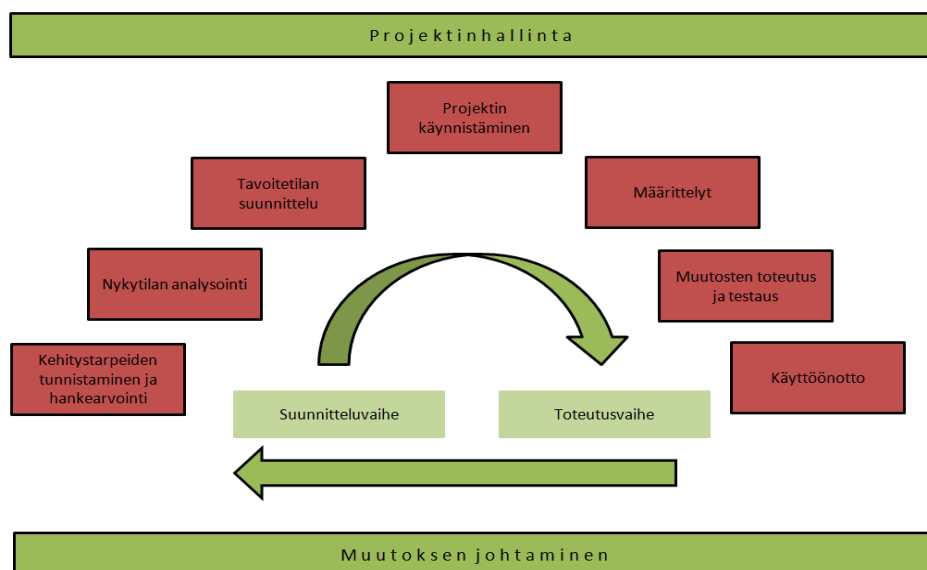 Projektinhallinta
Projektin
käynnistäminen
Tavoitetilan
suunnittelu
Määrittelyt
Nykytilan analysointi
Muutosten toteutus
ja testaus
Kehitystarpeiden
tunnistaminen ja
hankearvointi
Käyttöönotto
Suunnitteluvaihe
Toteutusvaihe
Muutoksen johtaminen